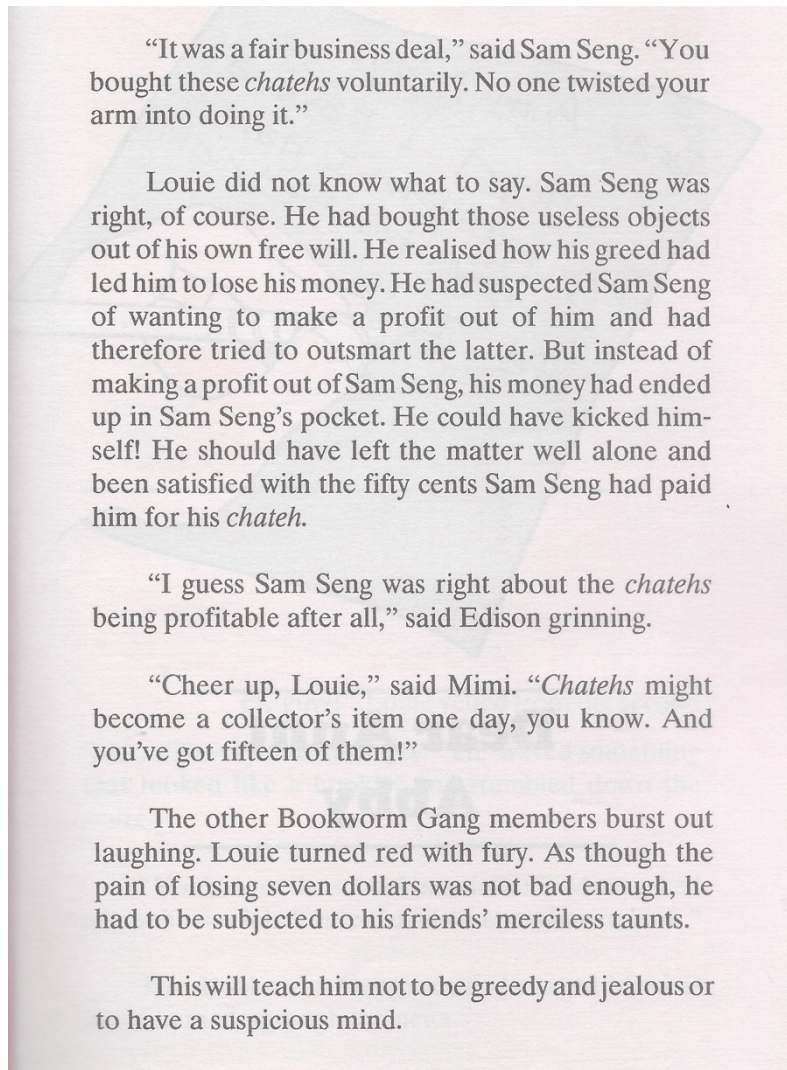 “It was a fair business deal,” said Sam Seng. “You
bought these chatehs voluntarily. No one twisted your
arm into doing it.”
Louie did not know what to say. Sam Seng was
right, of course. He had bought those useless objects
out of his own free will. He realised how his greed had
led him to lose his money. He had suspected Sam Seng
of wanting to make a profit out of him and had
therefore tried to outsmart the latter. But instead of
making a profit out of Sam Seng, his money had ended
up in Sam Seng’s pocket. He could have kicked him-
self! He should have left the matter well alone and
been satisfied with the fifty cents Sam Seng had paid
him for his chateh.
“I guess Sam Seng was right about the chatehs
being profitable after all,” said Edison grinning.
“Cheer up, Louie,” said Mimi. “Chatehs might
become a collector’s item one day, you know. And
you’ve got fifteen of them!”
The other Bookworm Gang members burst out
laughing. Louie turned red with fury. As though the
pain of losing seven dollars was not bad enough, he
had to be subjected to his friends’ merciless taunts.
This will teach him not to be greedy and jealous or
to have a suspicious mind.